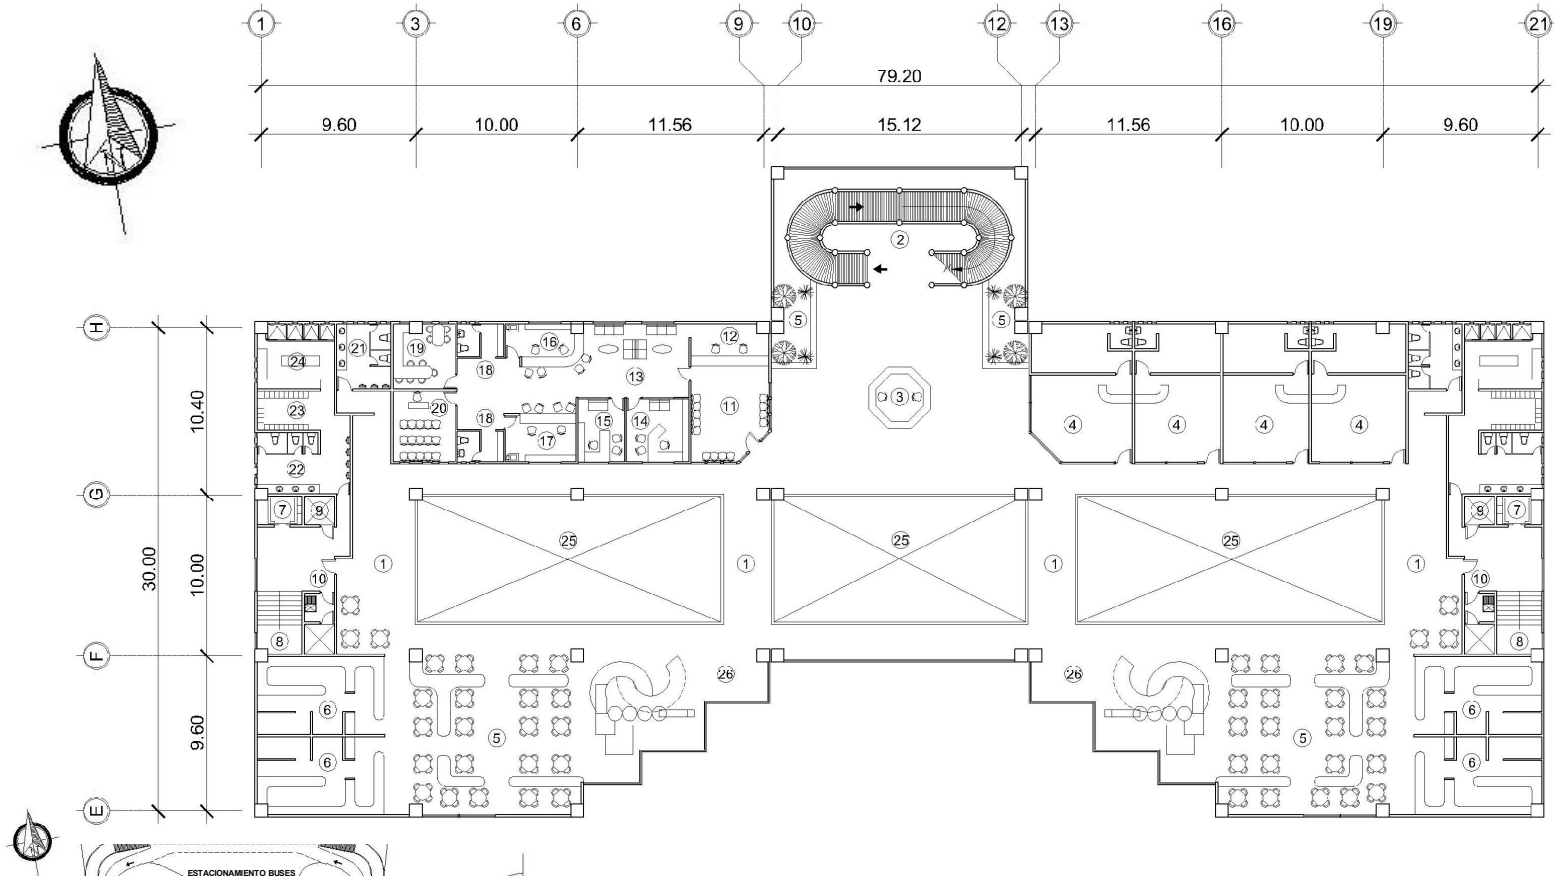 1 3 6 9 10 12 13 16 19 21
79.20
9.60 10.00 11.56 15.12 11.56 10.00 9.60
2
5 5
H
12
16
21 19
24 18 13
3
20 11
23 18 15 14 4 4 4 4
10.40
17
22
G
7 9 9 7
25 25 25
30.00
10.00
1 1 1 1
10 10
8 8
F
26 26
6 6
9.60
5 5
6 6
E
ESTACIONAMIENTO BUSES